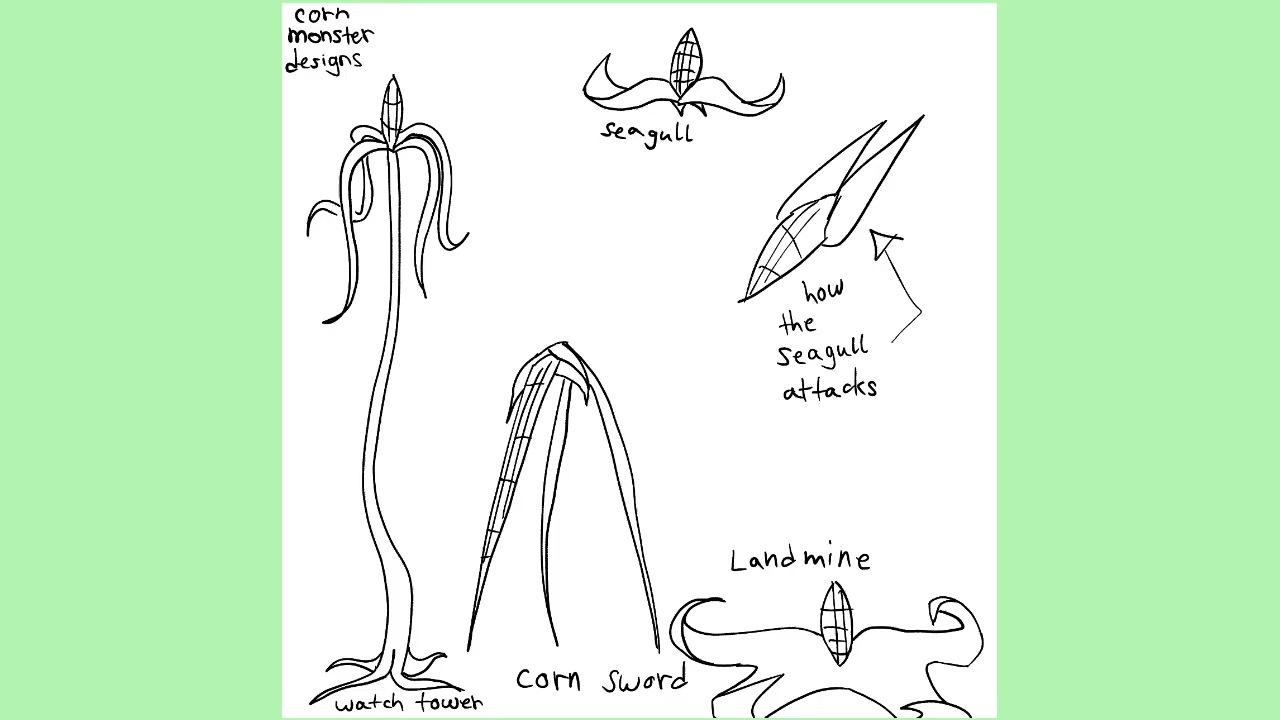 corn
monster
designs
seagull
how
the
seagull
attacks
Landmine
corn sword
watch tower